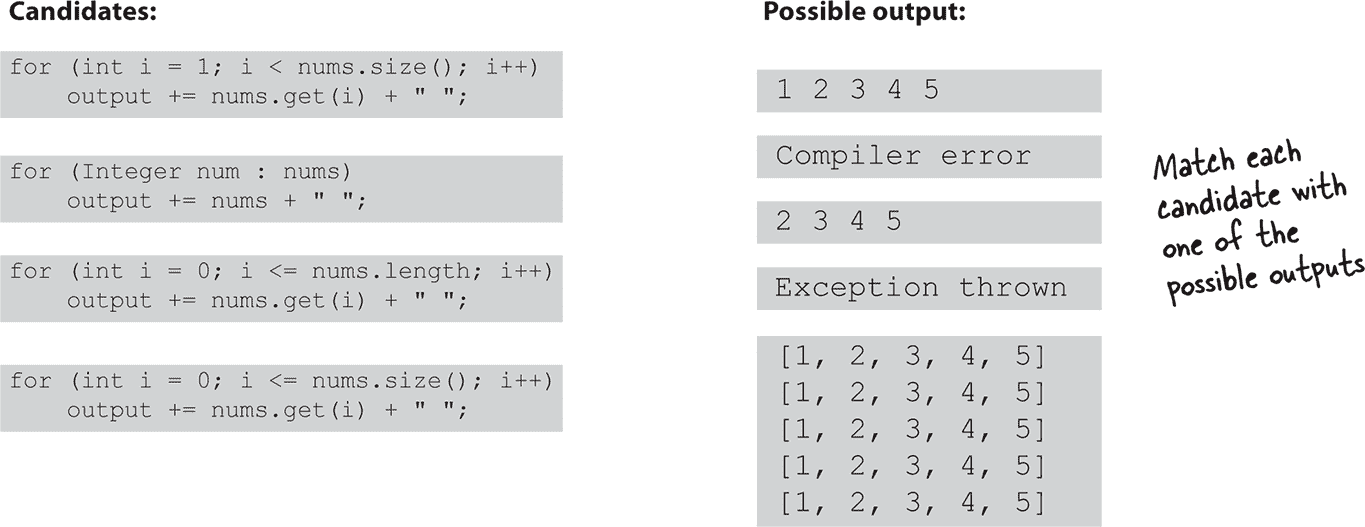 Candidates:
for (int i = 1; i < nums.size(); i++)
output += nums.get(i) + " ";
for (Integer num : nums)
output += nums + " ";
for (int i = 0; i <= nums.length; i++)
output += nums.get(i) + " ";
for (int i = 0; i <= nums.size(); i++)
output += nums.get(i) + " ";
Possible output:
1 2 3 4 5
Compiler error
2 3 4 5
Exception thrown
[1, 2, 3, 4, 5]
[1, 2, 3, 4, 5]
[1, 2, 3, 4, 5]
[1, 2, 3, 4, 5]
[1, 2, 3, 4, 5]
Match each
candidate with
one of the
possible outputs